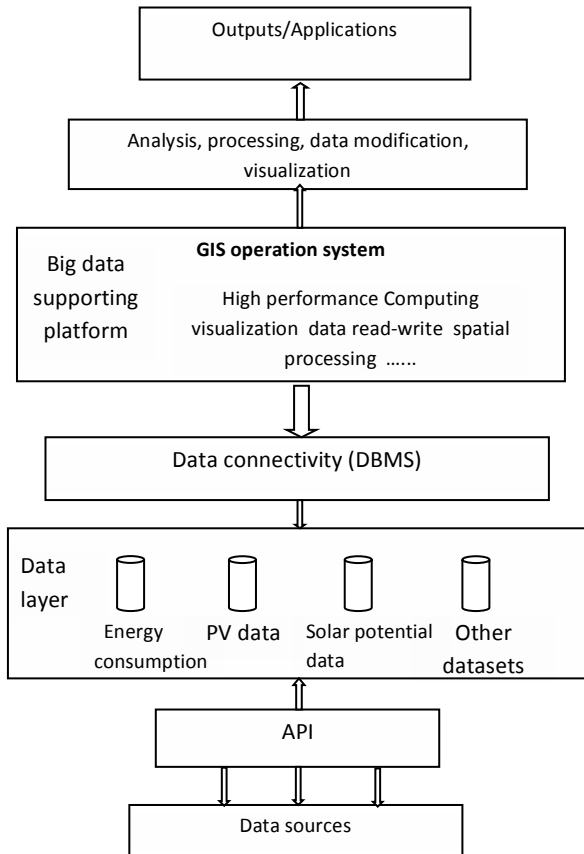 Outputs/Applications
Analysis, processing, data modification,
visualization
GIS operation system
Big data
supporting
platform
High performance Computing
visualization data read-write spatial
processing …...
Data connectivity (DBMS)
Data
layer
Energy
consumption
PV data
Solar potential
data
Other
datasets
API
Data sources